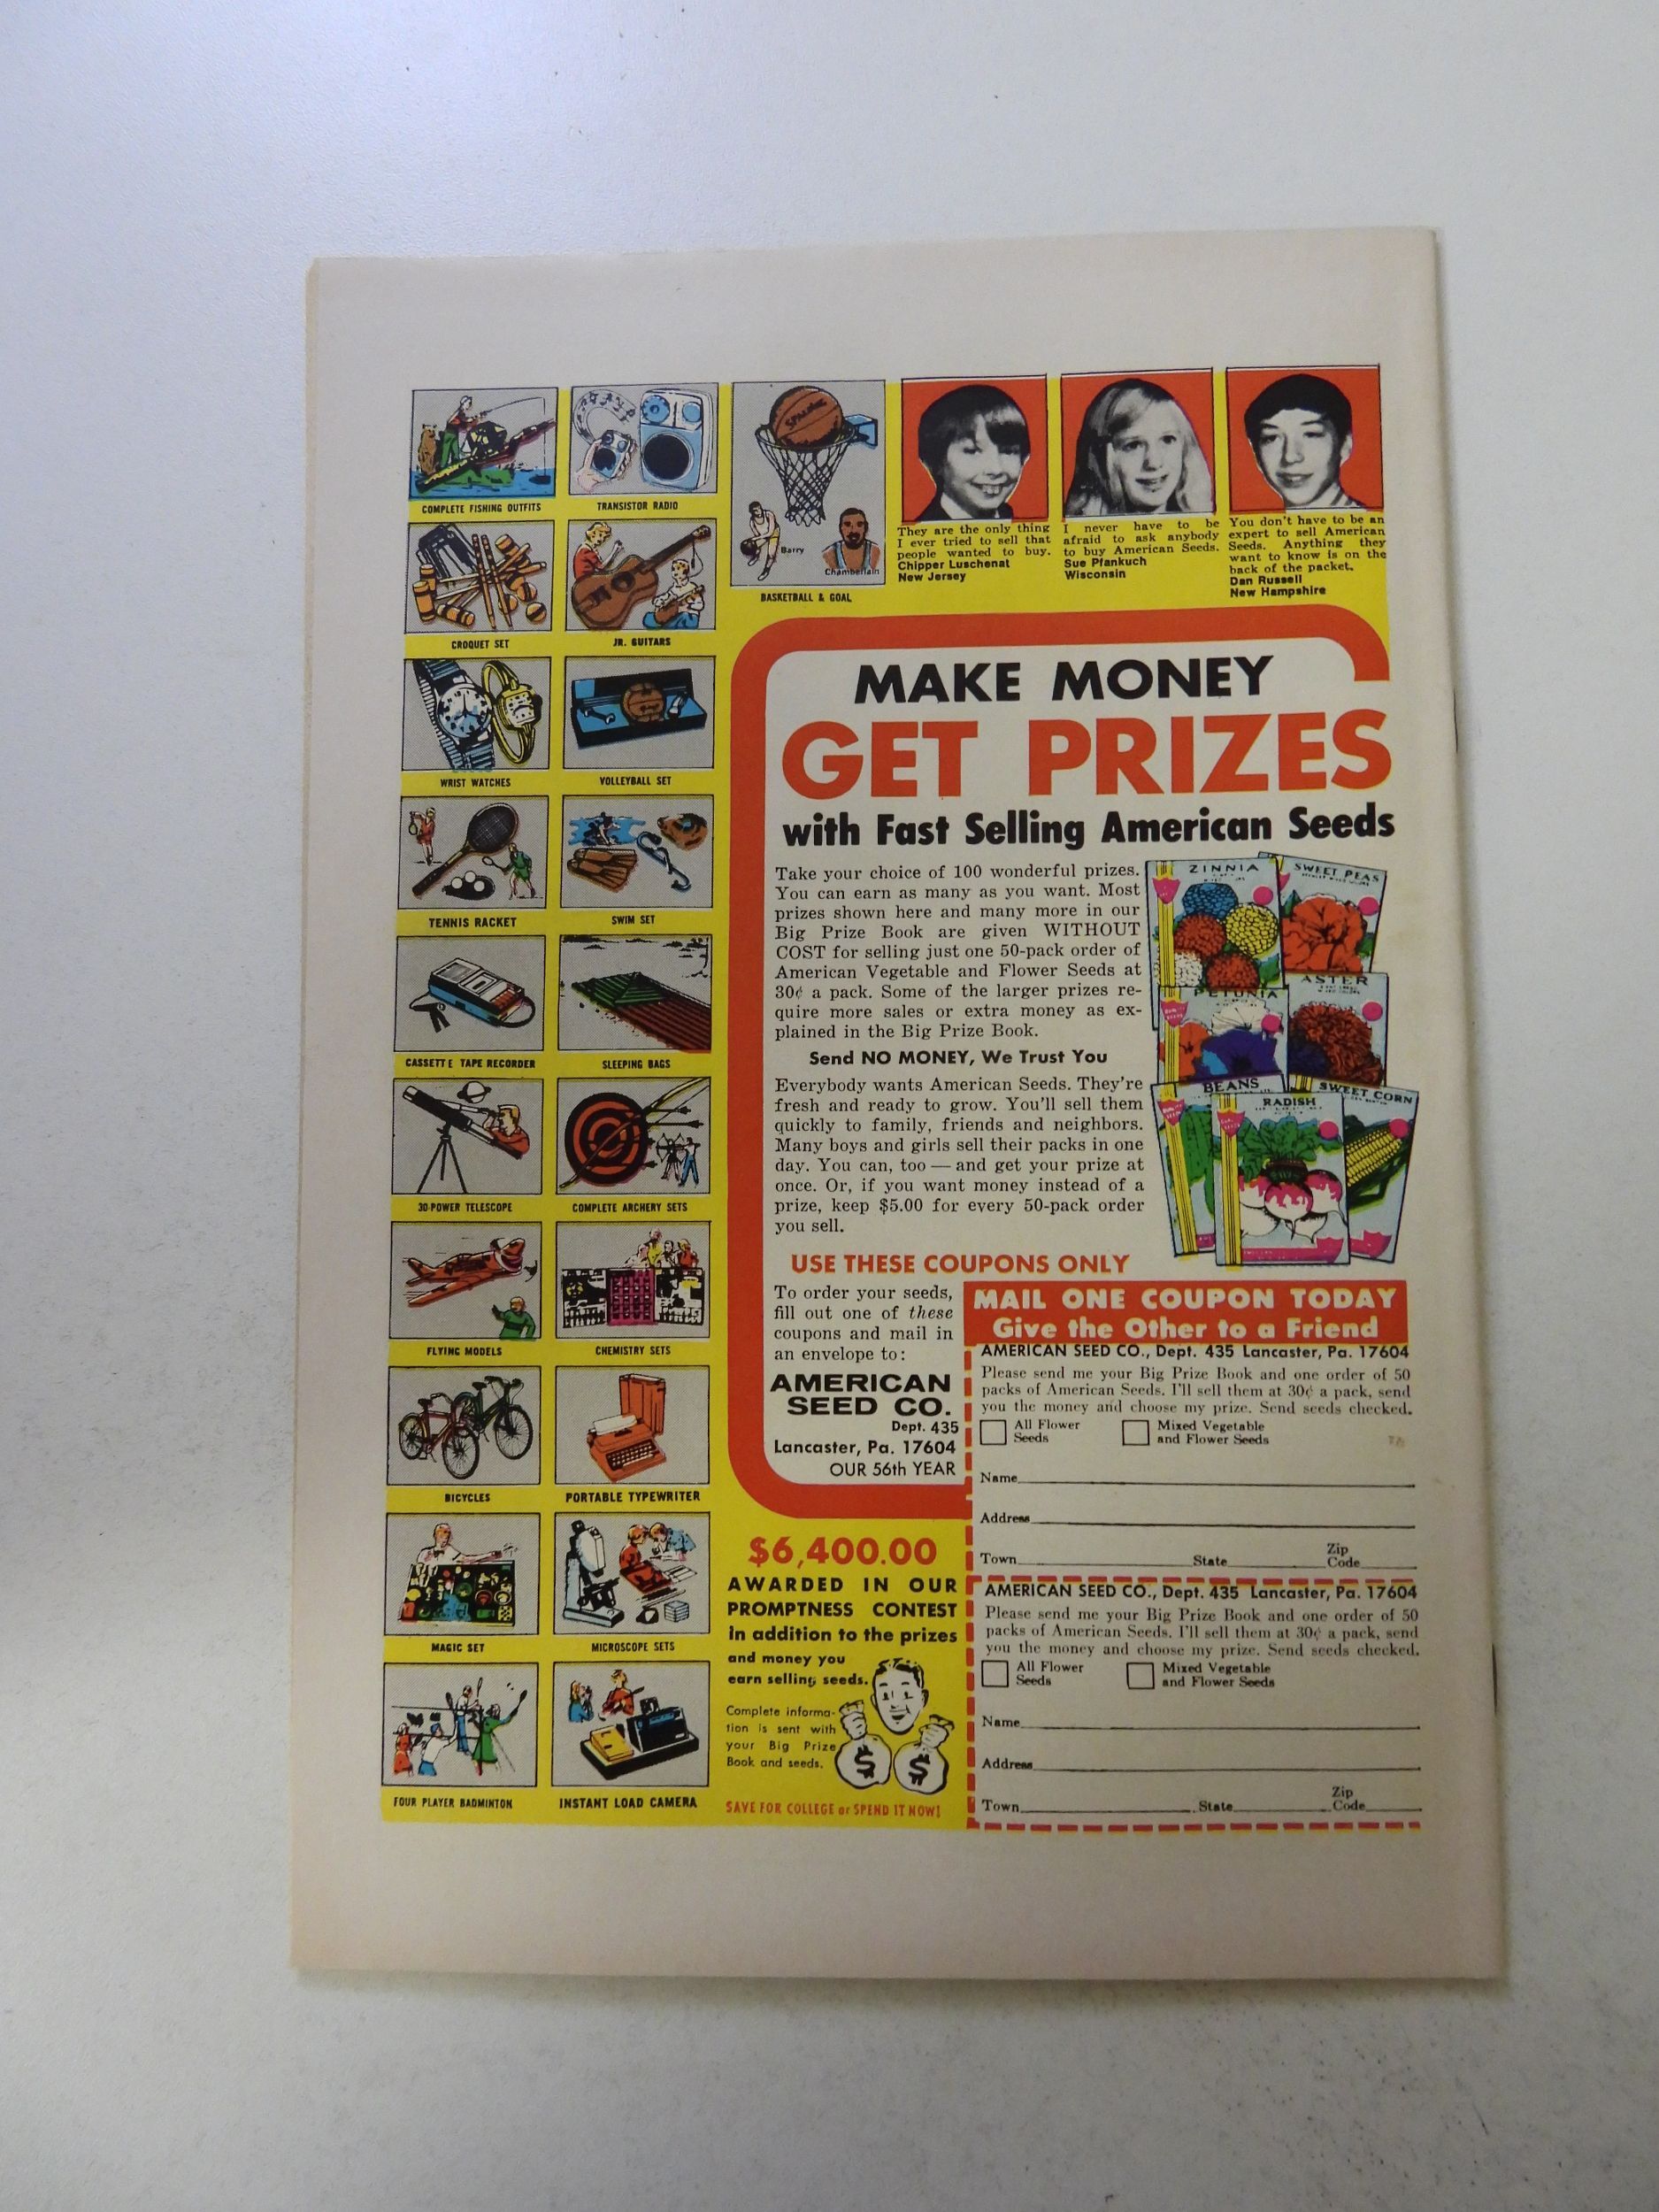 COMPLETE FISHING OUTFITS
TRANSISTOR RADIO
CROQUET SET
JR. GUITARS
WRIST WATCHES
VOLLEYBALL SET
TENNIS RACKET
SWIM SET
CASSETTE TAPE RECORDER
SLEEPING BAGS
30-POWER TELESCOPE
COMPLETE ARCHERY SETS
FLYING MODELS
CHEMISTRY SETS
BICYCLES
PORTABLE TYPEWRITER
MAGIC SET
MICROSCOPE SETS
FOUR PLAYER BADMINTON
INSTANT LOAD CAMERA
SPALDING
Barry
Chamberlain
BASKETBALL & GOAL
They are the only thing
I ever tried to sell that
people wanted to buy.
Chipper Luschenat
New Jersey
I never have to be
afraid to ask anybody
to buy American Seeds.
Sue Pfankuch
Wisconsin
You don't have to be an
expert to sell American
Seeds. Anything they
want to know is on the
back of the packet.
Dan Russell
New Hampshire
MAKE MONEY
GET PRIZES
with Fast Selling American Seeds
Take your choice of 100 wonderful prizes.
You can earn as many as you want. Most
prizes shown here and many more in our
Big Prize Book are given WITHOUT
COST for selling just one 50-pack order of
American Vegetable and Flower Seeds at
30¢ a pack. Some of the larger prizes re-
quire more sales or extra money as ex-
plained in the Big Prize Book.
Send NO MONEY, We Trust You
Everybody wants American Seeds. They're
fresh and ready to grow. You'll sell them
quickly to family, friends and neighbors.
Many boys and girls sell their packs in one
day. You can, too — and get your prize at
once. Or, if you want money instead of a
prize, keep $5.00 for every 50-pack order
you sell.
ZINNIA
SWEET PEAS
PETUNIA
ASTER
BEANS
RADISH
SWEET CORN
USE THESE COUPONS ONLY
To order your seeds,
fill out one of these
coupons and mail in
an envelope to:
AMERICAN
SEED CO.
Dept. 435
Lancaster, Pa. 17604
OUR 56th YEAR
MAIL ONE COUPON TODAY
Give the Other to a Friend
AMERICAN SEED CO., Dept. 435 Lancaster, Pa. 17604
Please send me your Big Prize Book and one order of 50
packs of American Seeds. I'll sell them at 30¢ a pack, send
you the money and choose my prize. Send seeds checked.
All Flower
Seeds
Mixed Vegetable
and Flower Seeds
Name
Address
Town State Zip
Code
AMERICAN SEED CO., Dept. 435 Lancaster, Pa. 17604
Please send me your Big Prize Book and one order of 50
packs of American Seeds. I'll sell them at 30¢ a pack, send
you the money and choose my prize. Send seeds checked.
All Flower
Seeds
Mixed Vegetable
and Flower Seeds
Name
Address
Town State Zip
Code
$6,400.00
AWARDED IN OUR
PROMPTNESS CONTEST
in addition to the prizes
and money you
earn selling seeds.
Complete informa-
tion is sent with
your Big Prize
Book and seeds.
$ $
SAVE FOR COLLEGE or SPEND IT NOW!